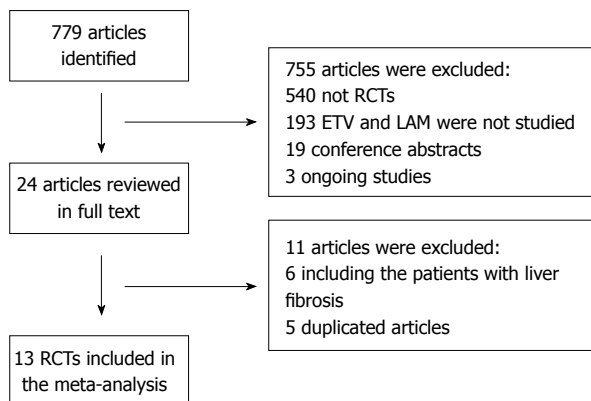 779 articles
identified
755 articles were excluded:
540 not RCTs
193 ETV and LAM were not studied
19 conference abstracts
3 ongoing studies
24 articles reviewed
in full text
11 articles were excluded:
6 including the patients with liver
fibrosis
5 duplicated articles
13 RCTs included in
the meta-analysis